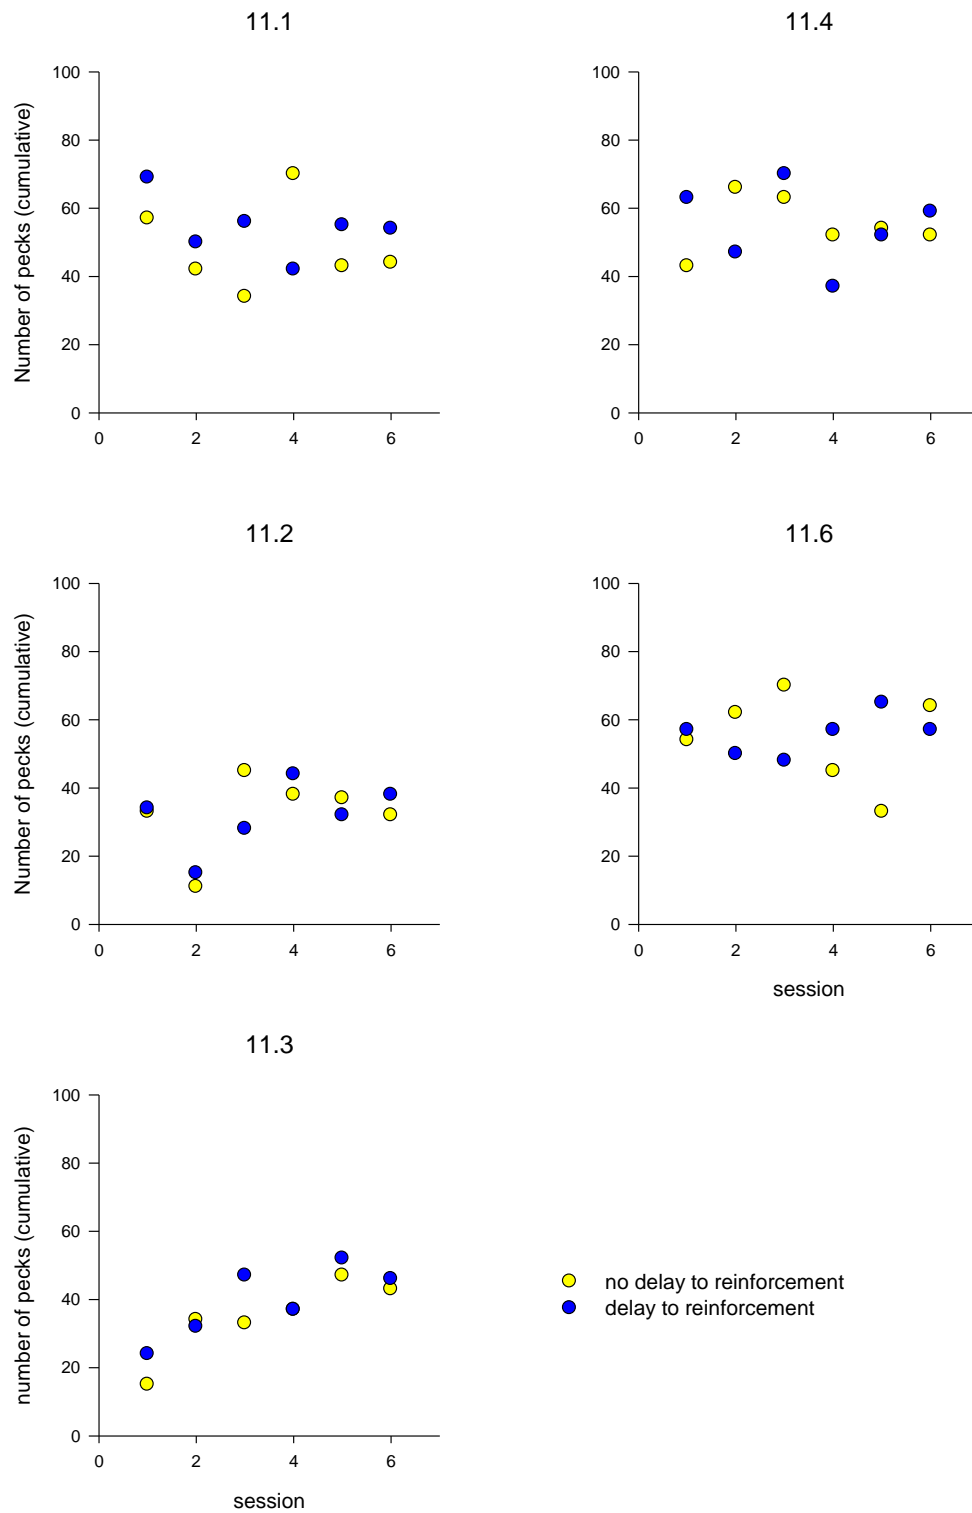 11.1
11.4
Number of pecks (cumulative)
100
80
60
40
20
0
0 2 4 6
100
80
60
40
20
0
0 2 4 6
11.2
11.6
Number of pecks (cumulative)
100
80
60
40
20
0
0 2 4 6
100
80
60
40
20
0
0 2 4 6
session
11.3
number of pecks (cumulative)
100
80
60
40
20
0
0 2 4 6
session
no delay to reinforcement
delay to reinforcement